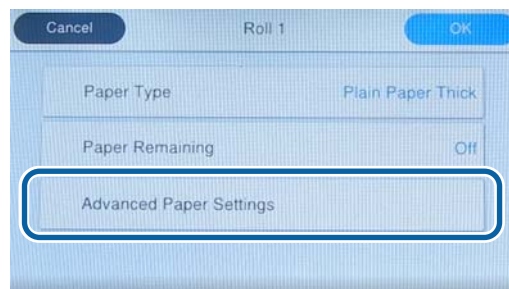 Cancel Roll 1 OK
Paper Type Plain Paper Thick
Paper Remaining Off
Advanced Paper Settings